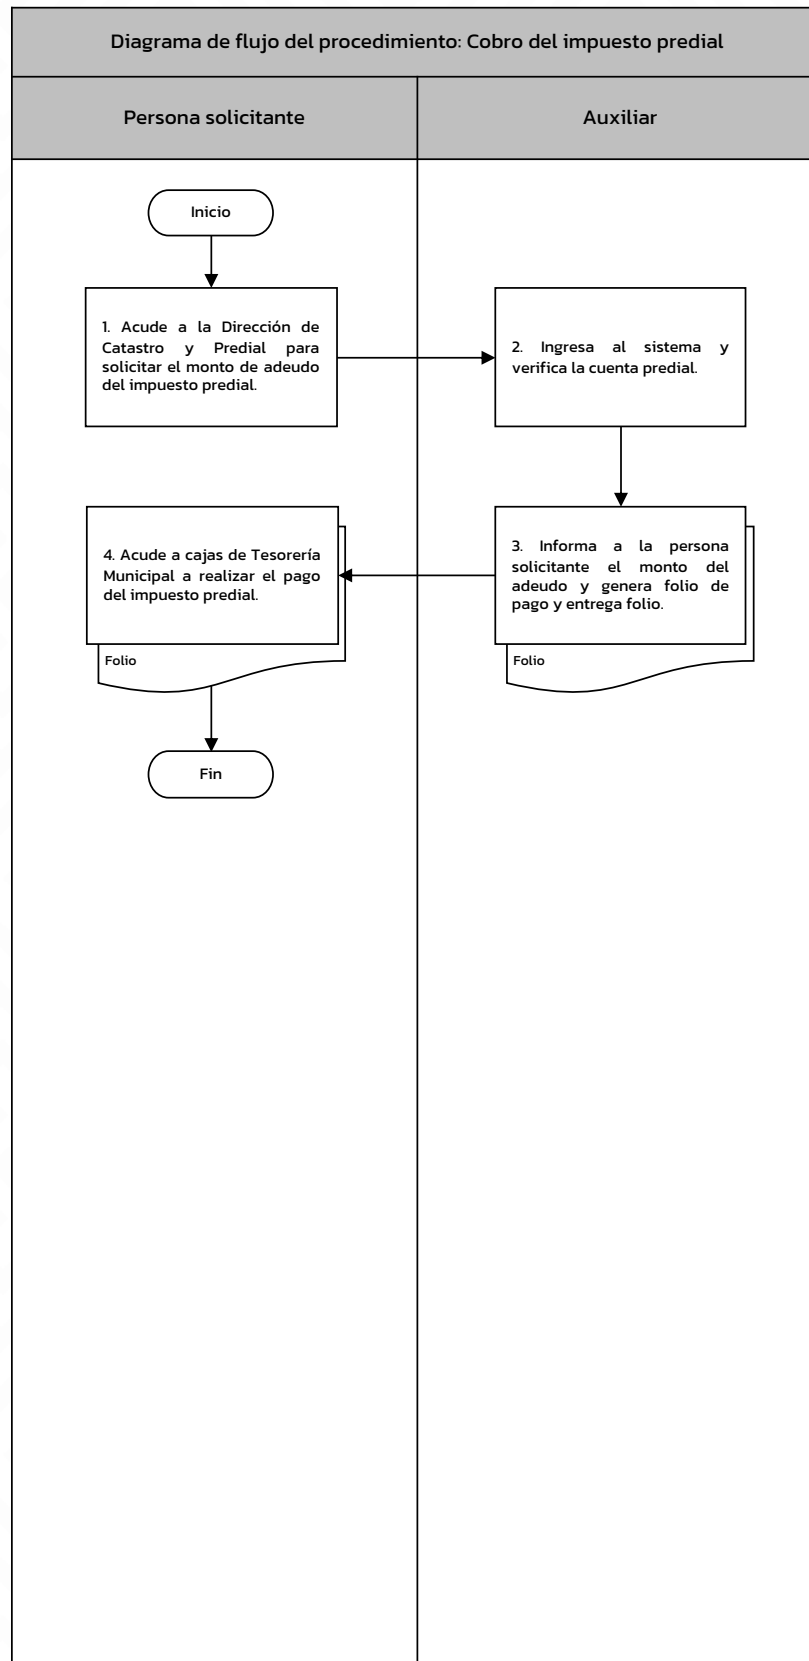 Diagrama de flujo del procedimiento: Cobro del impuesto predial
Persona solicitante
Auxiliar
Inicio
1. Acude a la Dirección de
Catastro y Predial para
solicitar el monto de adeudo
del impuesto predial.
2. Ingresa al sistema y
verifica la cuenta predial.
3. Informa a la persona
solicitante el monto del
adeudo y genera folio de
pago y entrega folio.
Folio
4. Acude a cajas de Tesorería
Municipal a realizar el pago
del impuesto predial.
Folio
Fin